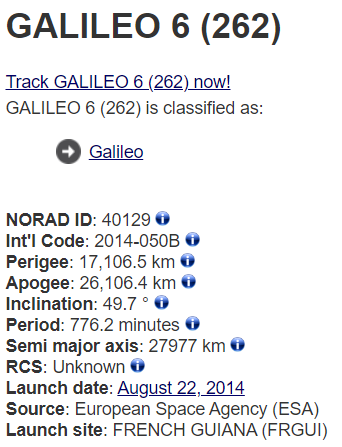 GALILEO 6 (262)
Track GALILEO 6 (262) now!
GALILEO 6 (262) is classified as:
Galileo
NORAD ID: 40129
Int'l Code: 2014-050B
Perigee: 17,106.5 km
Apogee: 26,106.4 km
Inclination: 49.7 °
Period: 776.2 minutes
Semi major axis: 27977 km
RCS: Unknown
Launch date: August 22, 2014
Source: European Space Agency (ESA)
Launch site: FRENCH GUIANA (FRGUI)